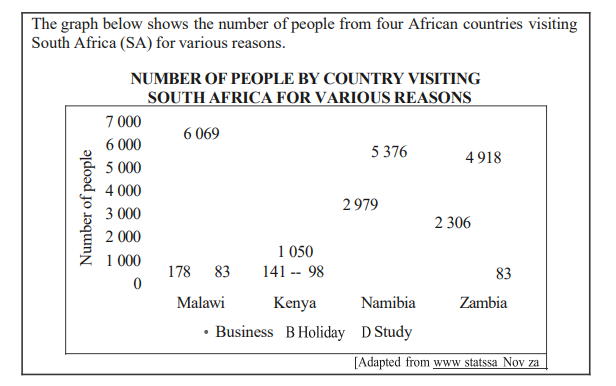 The graph below shows the number of people from four African countries visiting
South Africa (SA) for various reasons.
NUMBER OF PEOPLE BY COUNTRY VISITING
SOUTH AFRICA FOR VARIOUS REASONS
Number of people
7 000
6 000
5 000
4 000
3 000
2 000
1 000
0
6 069
5 376
4 918
2 979
2 306
1 050
178 83 141 -- 98
83
Malawi Kenya Namibia Zambia
• Business B Holiday D Study
[Adapted from www statssa Nov za